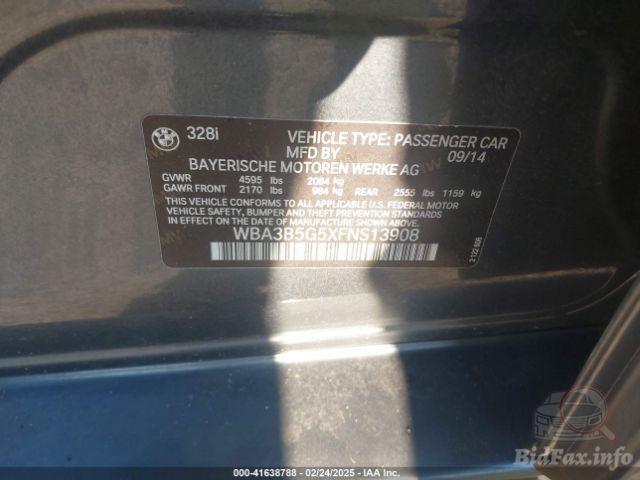 328i VEHICLE TYPE: PASSENGER CAR
MFD BY 09/14
BAYERISCHE MOTOREN WERKE AG
GVWR 4595 lbs 2084 kg
GAWR FRONT 2170 lbs 984 kg REAR 2555 lbs 1159 kg
THIS VEHICLE CONFORMS TO ALL APPLICABLE U.S. FEDERAL MOTOR
VEHICLE SAFETY, BUMPER AND THEFT PREVENTION STANDARDS IN EFFECT
ON THE DATE OF MANUFACTURE SHOWN ABOVE.
WBA3B5G5XFNS13908
2122 606
BidFax.info
© 41638788 - 02/24/2025 - IAA Inc.